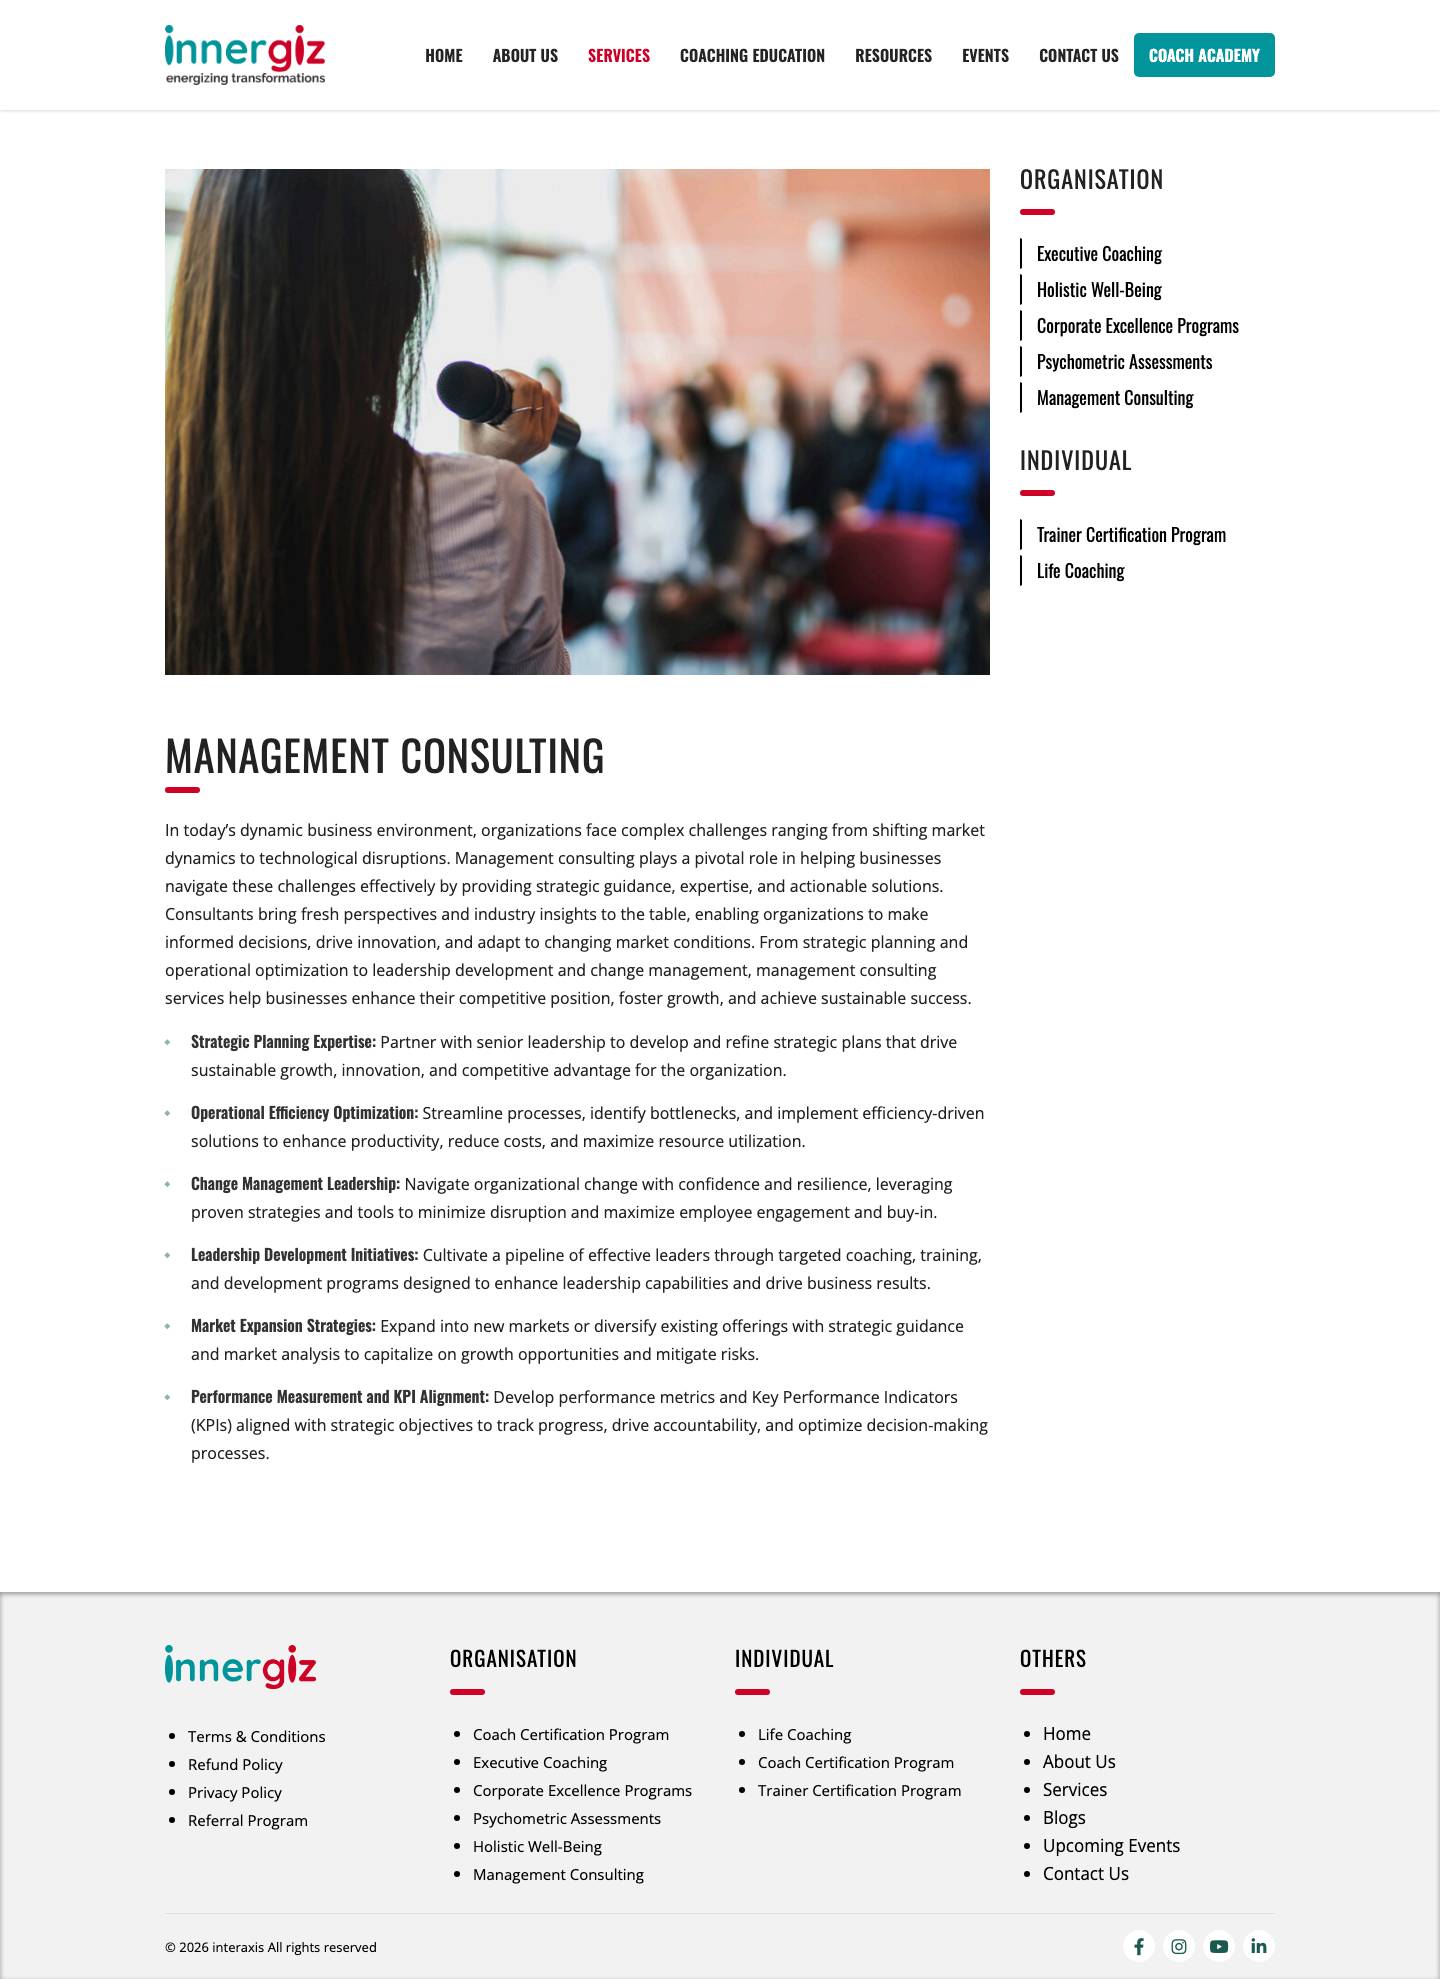 innergiz
energizing transformations
HOME
ABOUT US
SERVICES
COACHING EDUCATION
RESOURCES
EVENTS
CONTACT US
COACH ACADEMY
ORGANISATION
Executive Coaching
Holistic Well-Being
Corporate Excellence Programs
Psychometric Assessments
Management Consulting
INDIVIDUAL
Trainer Certification Program
Life Coaching
MANAGEMENT CONSULTING
In today’s dynamic business environment, organizations face complex challenges ranging from shifting market
dynamics to technological disruptions. Management consulting plays a pivotal role in helping businesses
navigate these challenges effectively by providing strategic guidance, expertise, and actionable solutions.
Consultants bring fresh perspectives and industry insights to the table, enabling organizations to make
informed decisions, drive innovation, and adapt to changing market conditions. From strategic planning and
operational optimization to leadership development and change management, management consulting
services help businesses enhance their competitive position, foster growth, and achieve sustainable success.
Strategic Planning Expertise: Partner with senior leadership to develop and refine strategic plans that drive
sustainable growth, innovation, and competitive advantage for the organization.
Operational Efficiency Optimization: Streamline processes, identify bottlenecks, and implement efficiency-driven
solutions to enhance productivity, reduce costs, and maximize resource utilization.
Change Management Leadership: Navigate organizational change with confidence and resilience, leveraging
proven strategies and tools to minimize disruption and maximize employee engagement and buy-in.
Leadership Development Initiatives: Cultivate a pipeline of effective leaders through targeted coaching, training,
and development programs designed to enhance leadership capabilities and drive business results.
Market Expansion Strategies: Expand into new markets or diversify existing offerings with strategic guidance
and market analysis to capitalize on growth opportunities and mitigate risks.
Performance Measurement and KPI Alignment: Develop performance metrics and Key Performance Indicators
(KPIs) aligned with strategic objectives to track progress, drive accountability, and optimize decision-making
processes.
innergiz
Terms & Conditions
Refund Policy
Privacy Policy
Referral Program
ORGANISATION
Coach Certification Program
Executive Coaching
Corporate Excellence Programs
Psychometric Assessments
Holistic Well-Being
Management Consulting
INDIVIDUAL
Life Coaching
Coach Certification Program
Trainer Certification Program
OTHERS
Home
About Us
Services
Blogs
Upcoming Events
Contact Us
© 2026 interaxis All rights reserved